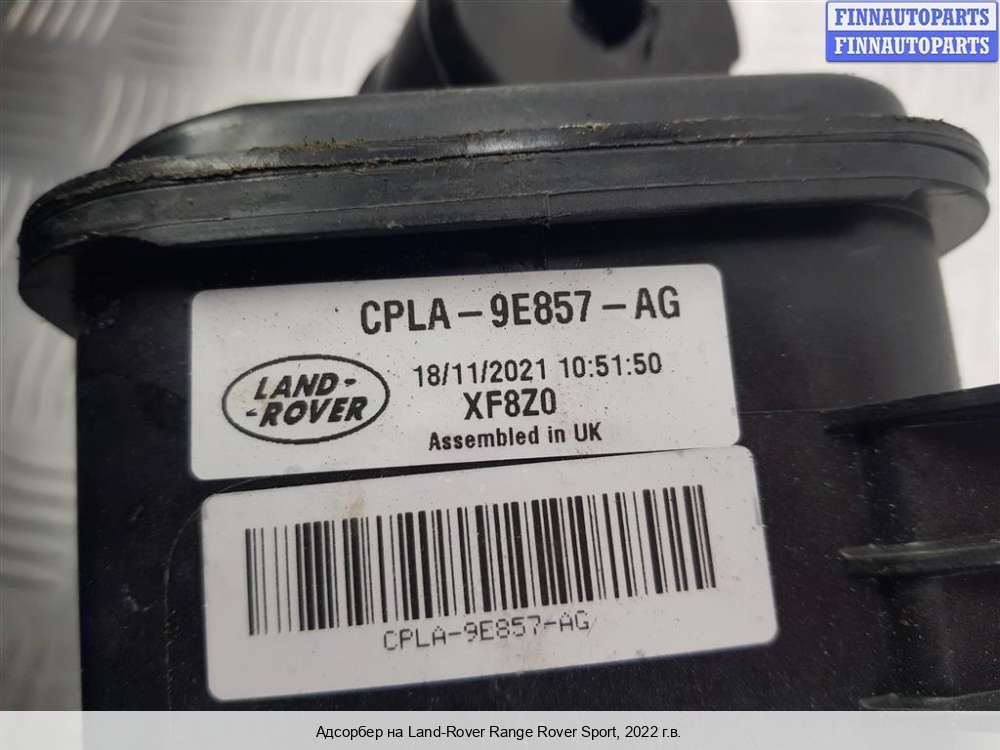 FINNAUTOPARTS
FINNAUTOPARTS
CPLA-9E857-AG
LAND-
-ROVER
18/11/2021 10:51:50
XF8Z0
Assembled in UK
CPLA-9E857-AG
Адсорбер на Land-Rover Range Rover Sport, 2022 г.в.